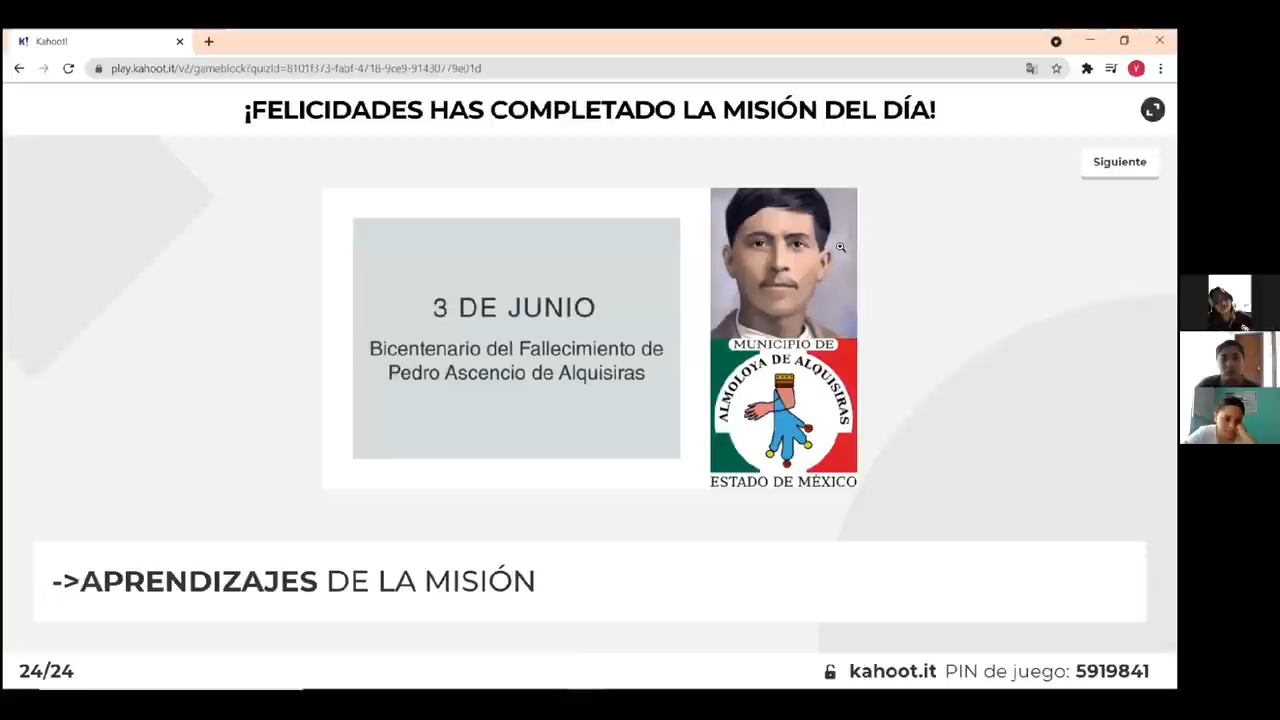 K! Kahoot!
play.kahoot.it/v2/gameblock?quizId=8101f373-fabf-4718-9ce9-91430779e01d
¡FELICIDADES HAS COMPLETADO LA MISIÓN DEL DÍA!
Siguiente
3 DE JUNIO
Bicentenario del Fallecimiento de
Pedro Ascencio de Alquisiras
MUNICIPIO DE
ALMOLOYA DE ALQUISIRAS
ESTADO DE MÉXICO
->APRENDIZAJES DE LA MISIÓN
24/24
kahoot.it PIN de juego: 5919841